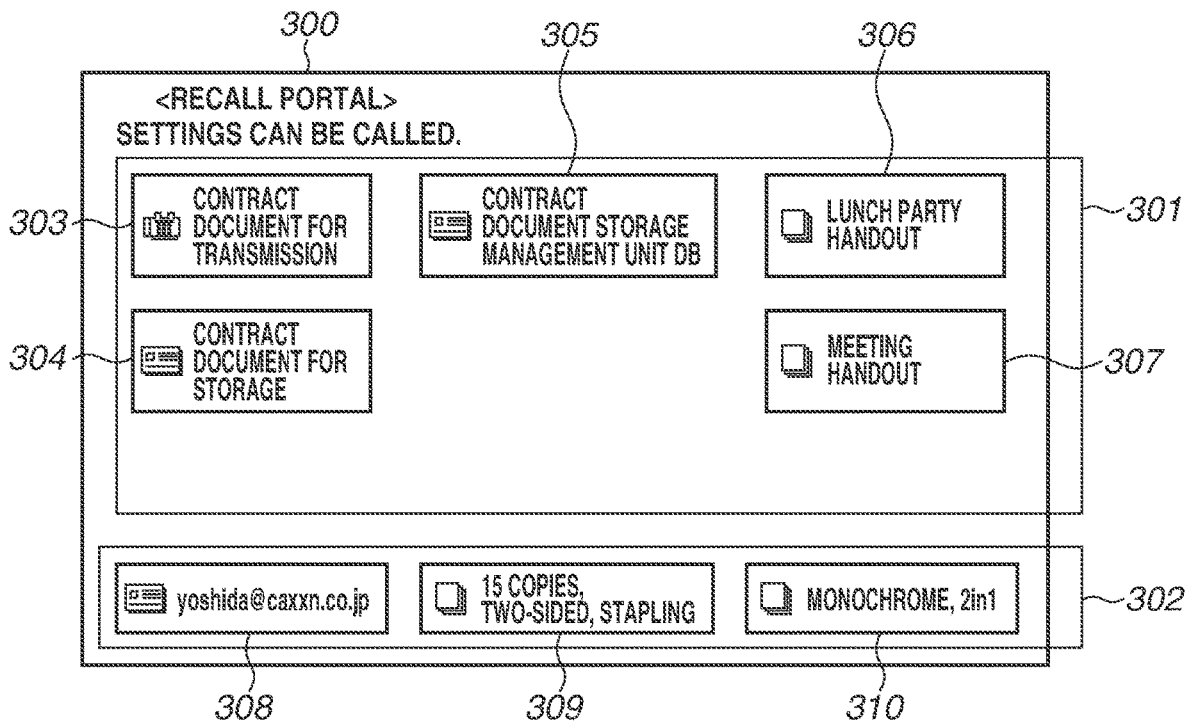 300
305
306
<RECALL PORTAL>
SETTINGS CAN BE CALLED.
303
CONTRACT
DOCUMENT FOR
TRANSMISSION
CONTRACT
DOCUMENT STORAGE
MANAGEMENT UNIT DB
LUNCH PARTY
HANDOUT
301
304
CONTRACT
DOCUMENT FOR
STORAGE
MEETING
HANDOUT
307
yoshida@caxxn.co.jp
15 COPIES,
TWO-SIDED, STAPLING
MONOCHROME, 2in1
302
308
309
310